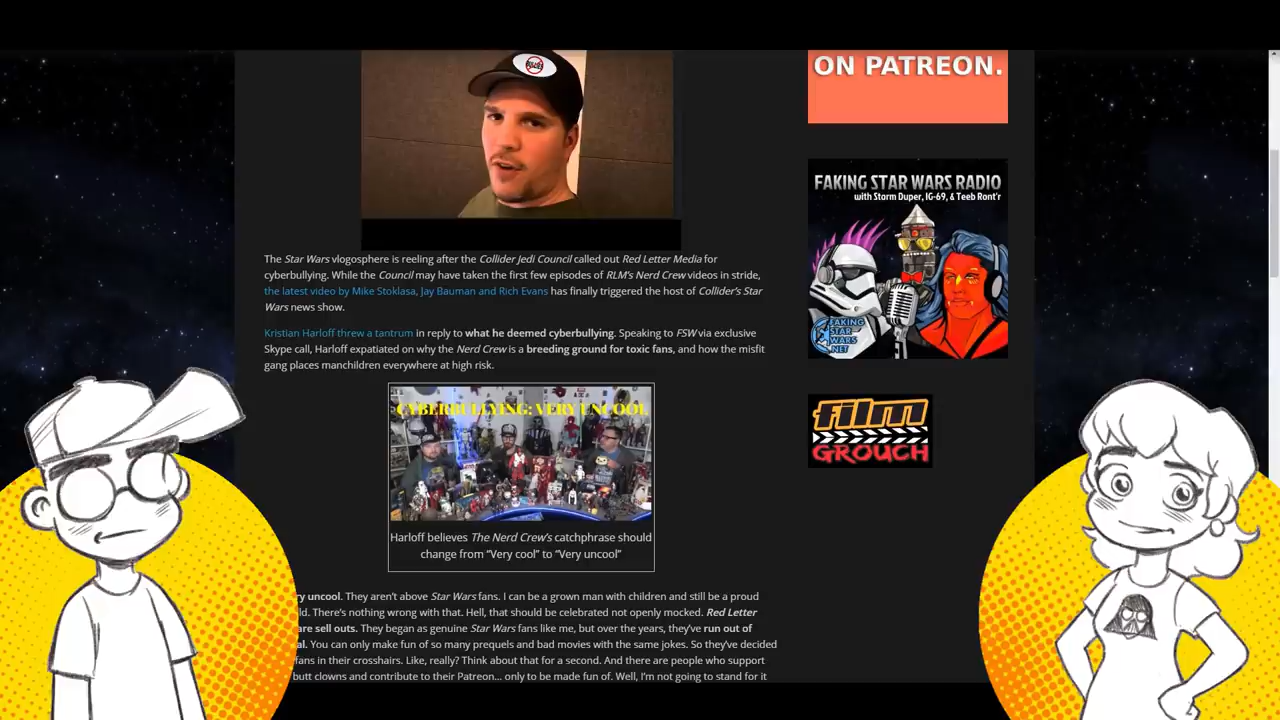 ON PATREON.
FAKING STAR WARS RADIO
with Storm Duper, IG-69, & Teeb Ront'r
FAKING
STAR
WARS
.NET
film
GROUCH
The Star Wars vlogosphere is reeling after the Collider Jedi Council called out Red Letter Media for
cyberbullying. While the Council may have taken the first few episodes of RLM's Nerd Crew videos in stride,
the latest video by Mike Stoklasa, Jay Bauman and Rich Evans has finally triggered the host of Collider's Star
Wars news show.
Kristian Harloff threw a tantrum in reply to what he deemed cyberbullying. Speaking to FSW via exclusive
Skype call, Harloff expatiated on why the Nerd Crew is a breeding ground for toxic fans, and how the misfit
gang places manchildren everywhere at high risk.
CYBERBULLYING: VERY UNCOOL
Harloff believes The Nerd Crew's catchphrase should
change from “Very cool” to “Very uncool”
ry uncool. They aren't above Star Wars fans. I can be a grown man with children and still be a proud
ld. There's nothing wrong with that. Hell, that should be celebrated not openly mocked. Red Letter
are sell outs. They began as genuine Star Wars fans like me, but over the years, they've run out of
al. You can only make fun of so many prequels and bad movies with the same jokes. So they've decided
fans in their crosshairs. Like, really? Think about that for a second. And there are people who support
butt clowns and contribute to their Patreon... only to be made fun of. Well, I'm not going to stand for it